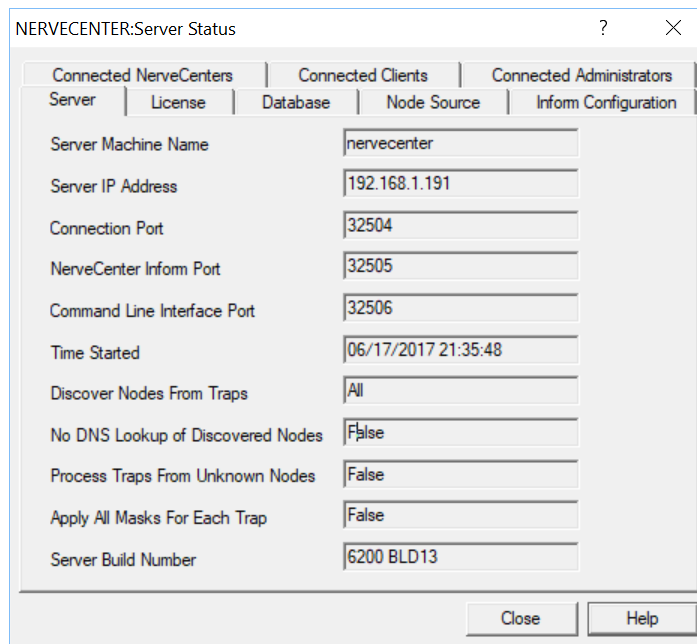 NERVECENTER:Server Status ?
Connected NerveCenters Connected Clients Connected Administrators
Server License Database Node Source Inform Configuration
Server Machine Name nervecenter
Server IP Address 192.168.1.191
Connection Port 32504
NerveCenter Inform Port 32505
Command Line Interface Port 32506
Time Started 06/17/2017 21:35:48
Discover Nodes From Traps All
No DNS Lookup of Discovered Nodes False
Process Traps From Unknown Nodes False
Apply All Masks For Each Trap False
Server Build Number 6200 BLD13
Close Help